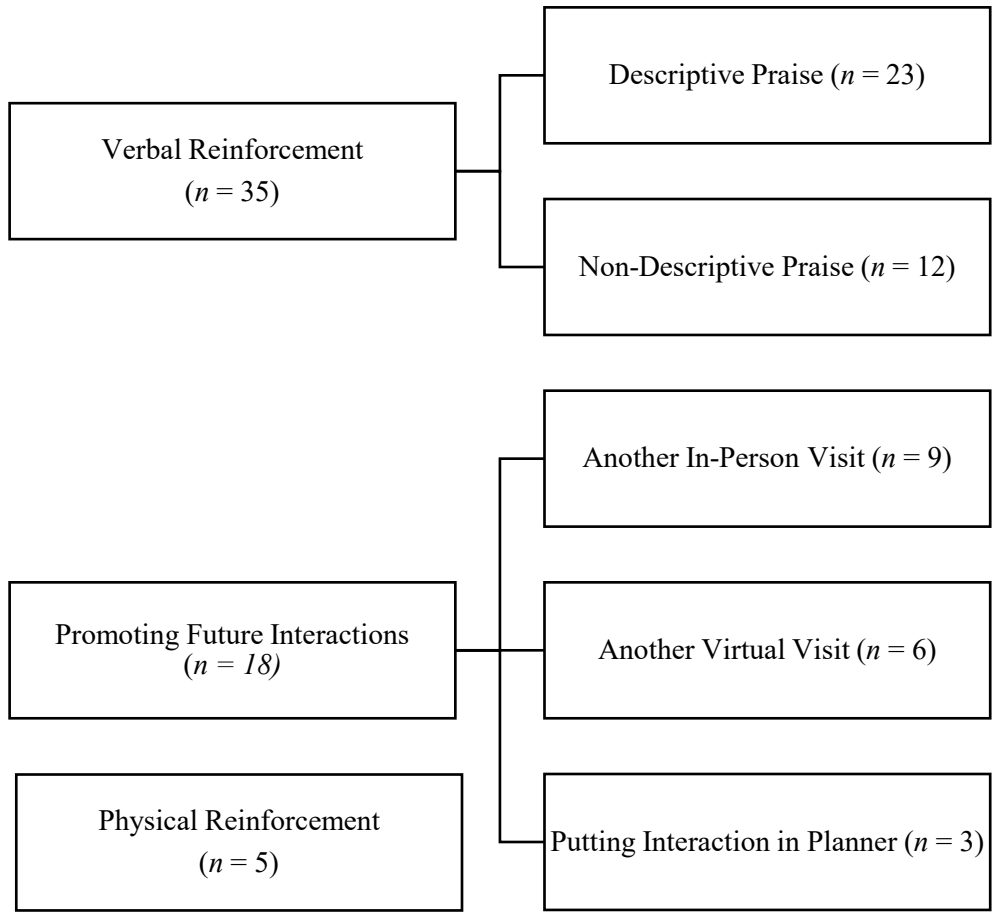 Verbal Reinforcement
(n = 35)
Descriptive Praise (n = 23)
Non-Descriptive Praise (n = 12)
Promoting Future Interactions
(n = 18)
Another In-Person Visit (n = 9)
Another Virtual Visit (n = 6)
Putting Interaction in Planner (n = 3)
Physical Reinforcement
(n = 5)